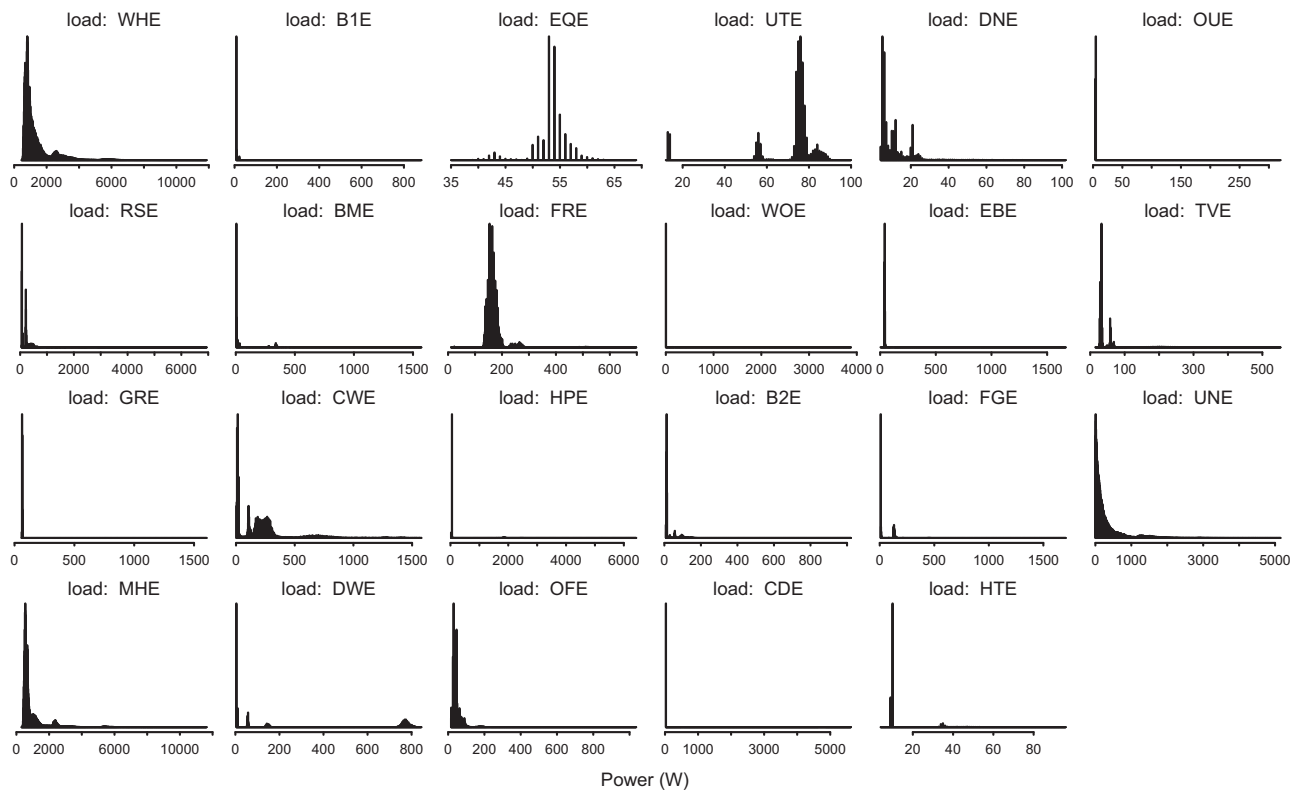 load: WHE load: B1E load: EQE load: UTE load: DNE load: OUE
0 2000 6000 10000 0 200 400 600 800 35 45 55 65 20 40 60 80 100 0 20 40 60 80 100 0 50 150 250
load: RSE load: BME load: FRE load: WOE load: EBE load: TVE
0 2000 4000 6000 0 500 1000 1500 0 200 400 600 0 1000 2000 3000 4000 0 500 1000 1500 0 100 300 500
load: GRE load: CWE load: HPE load: B2E load: FGE load: UNE
0 500 1000 1500 0 500 1000 1500 0 2000 4000 6000 0 200 400 600 800 0 500 1000 1500 0 1000 3000 5000
load: MHE load: DWE load: OFE load: CDE load: HTE
0 2000 6000 10000 0 200 400 600 800 0 200 400 600 800 0 1000 3000 5000 20 40 60 80
Power (W)